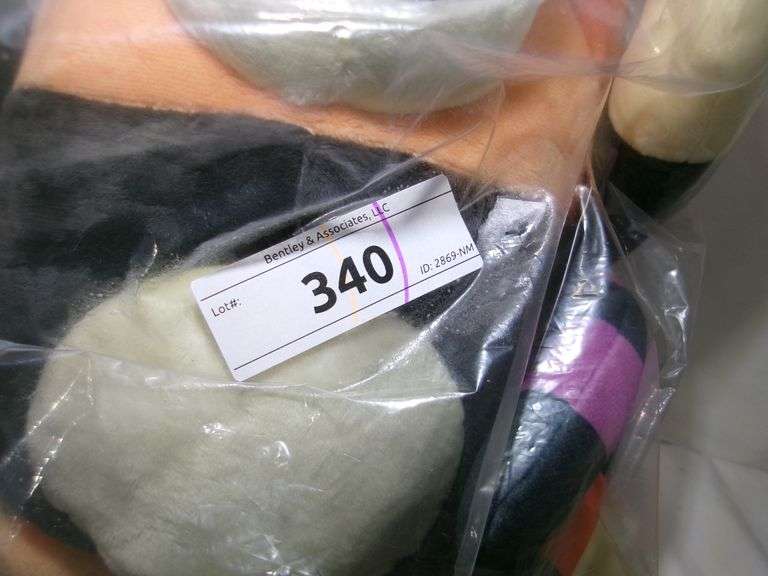 Bentley & Associates, LLC
Lot#:
340
ID: 2869-NM